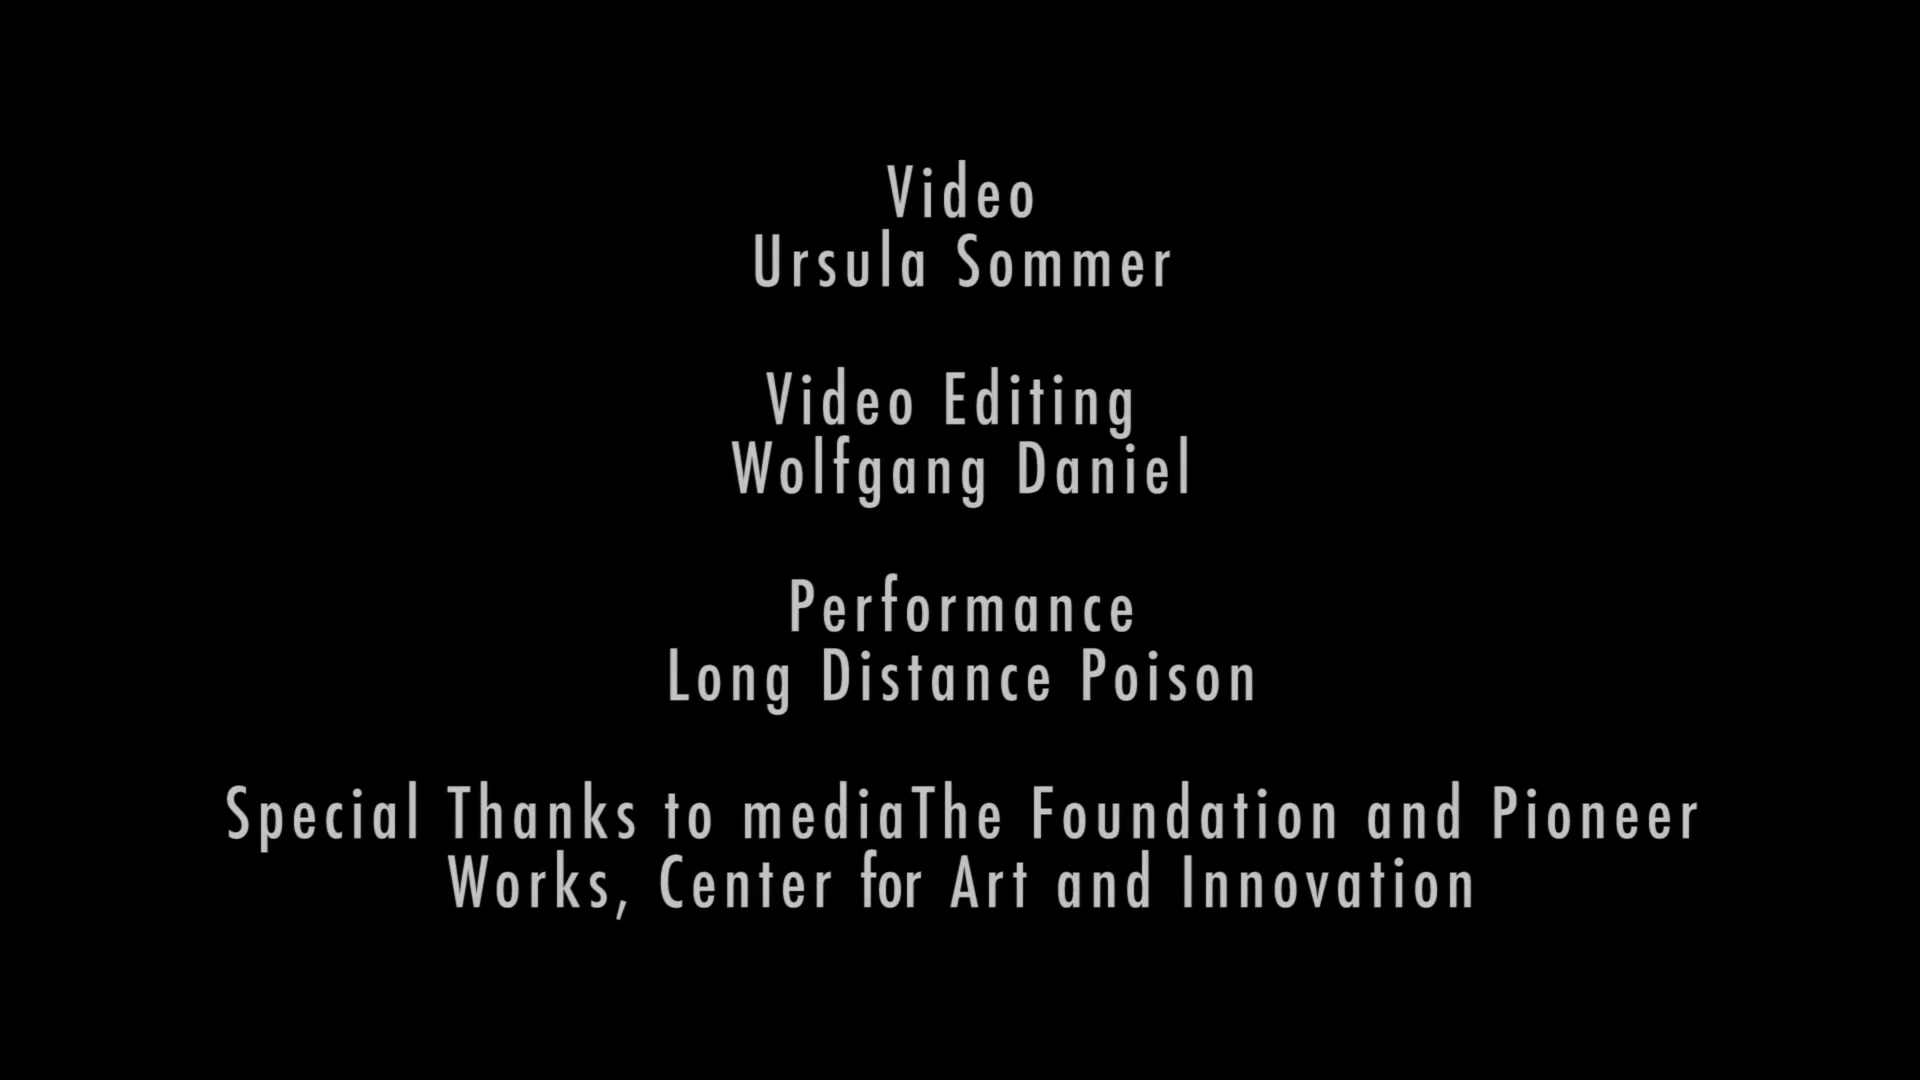 Video
Ursula Sommer
Video Editing
Wolfgang Daniel
Performance
Long Distance Poison
Special Thanks to mediaThe Foundation and Pioneer
Works, Center for Art and Innovation